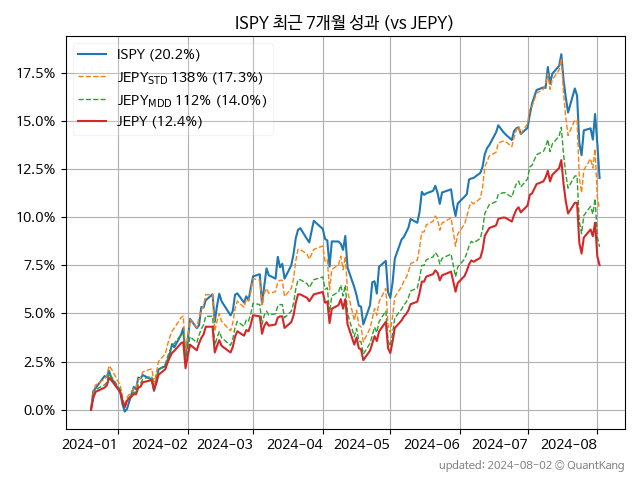 ISPY 최근 7개월 성과 (vs JEPY)
ISPY (20.2%)
JEPYSTD 138% (17.3%)
JEPYMDD 112% (14.0%)
JEPY (12.4%)
17.5%
15.0%
12.5%
10.0%
7.5%
5.0%
2.5%
0.0%
2024-01 2024-02 2024-03 2024-04 2024-05 2024-06 2024-07 2024-08
updated: 2024-08-02 © QuantKang